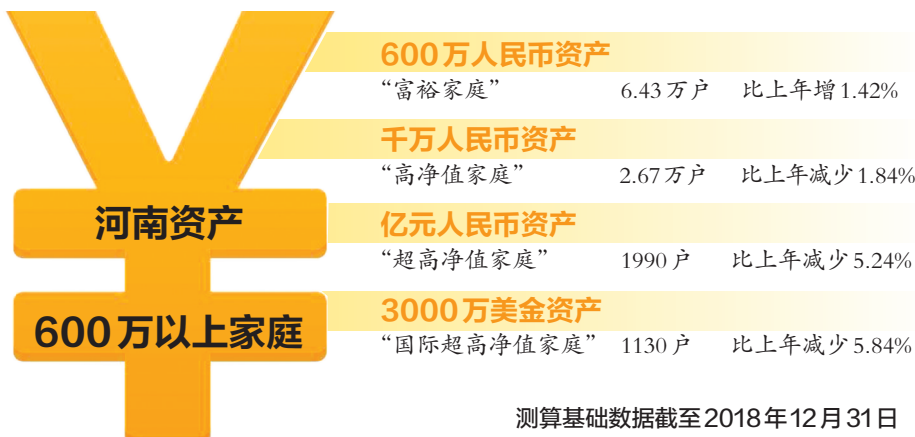 600万人民币资产
“富裕家庭” 6.43万户 比上年增1.42%
千万人民币资产
“高净值家庭” 2.67万户 比上年减少1.84%
河南资产
亿元人民币资产
“超高净值家庭” 1990户 比上年减少5.24%
600万以上家庭
3000万美金资产
“国际超高净值家庭” 1130户 比上年减少5.84%
测算基础数据截至2018年12月31日